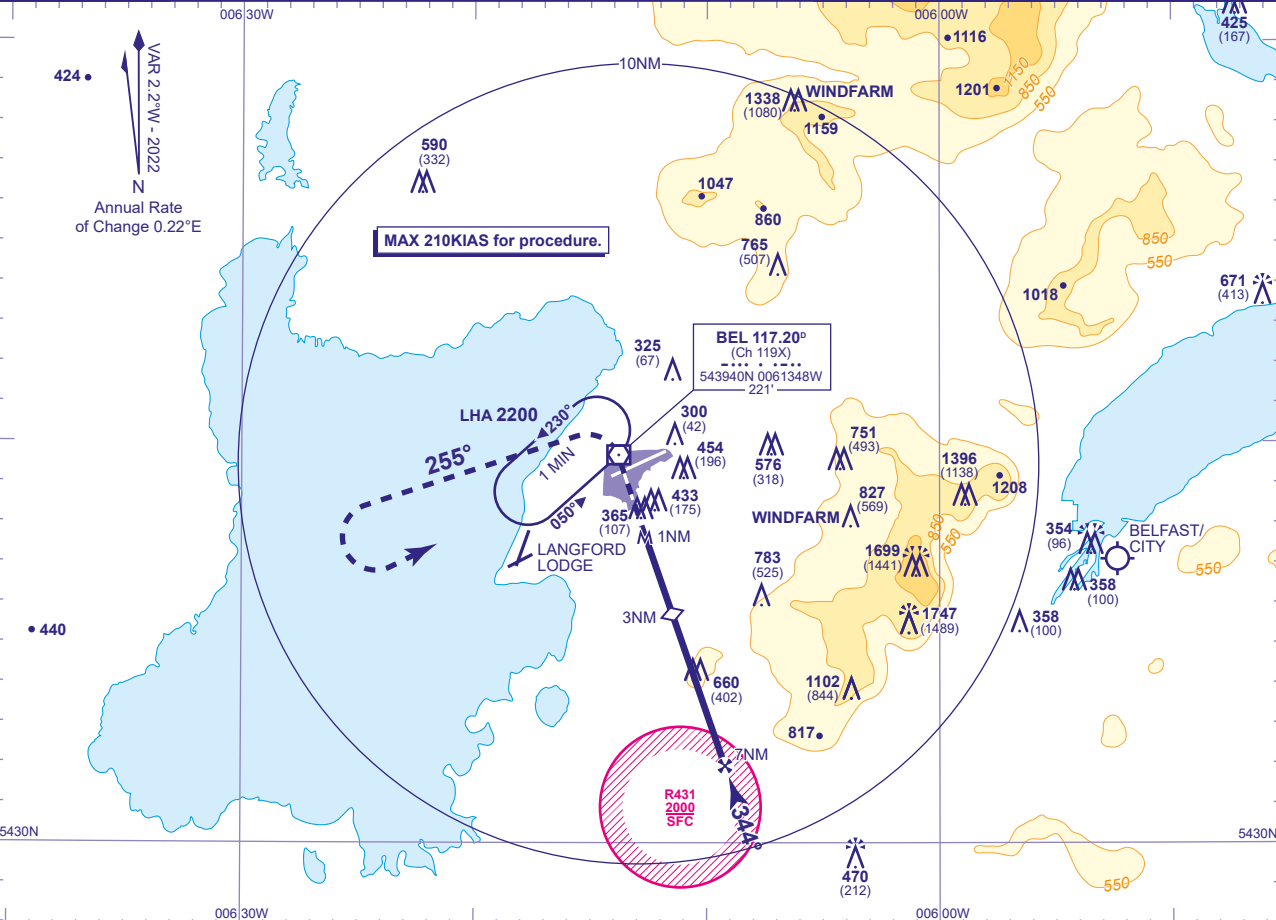 006 30W
006 00W
425
(167)
VAR 2.2°W - 2022
N
Annual Rate
of Change 0.22°E
424
10NM
1116
1201
1150
850
550
1338
(1080)
WINDFARM
1159
590
(332)
1047
860
765
(507)
MAX 210KIAS for procedure.
850
550
1018
671
(413)
BEL 117.20D
(Ch 119X)
543940N 0061348W
221'
325
(67)
LHA 2200
230°
255°
1 MIN
050°
300
(42)
454
(196)
576
(318)
751
(493)
1396
(1138)
1208
433
(175)
365
(107)
827
(569)
WINDFARM
850
550
1NM
LANGFORD
LODGE
354
(96)
BELFAST/
CITY
1699
(1441)
783
(525)
358
(100)
550
3NM
1747
(1489)
358
(100)
440
660
(402)
1102
(844)
817
7NM
R431
2000
SFC
344°
5430N
5430N
470
(212)
550
006 30W
006 00W